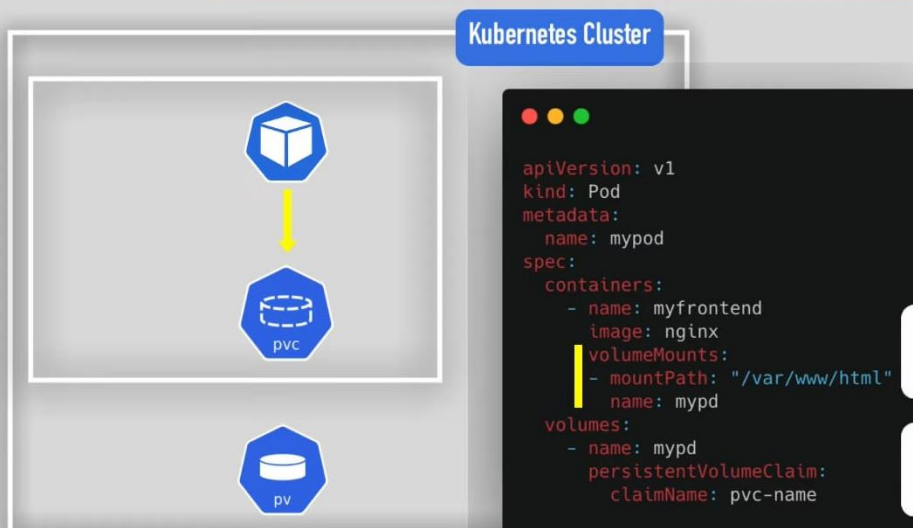 Kubernetes Cluster
pvc
pv
apiVersion: v1
kind: Pod
metadata:
  name: mypod
spec:
  containers:
    - name: myfrontend
      image: nginx
      volumeMounts:
      - mountPath: "/var/www/html"
        name: mypd
  volumes:
    - name: mypd
      persistentVolumeClaim:
        claimName: pvc-name